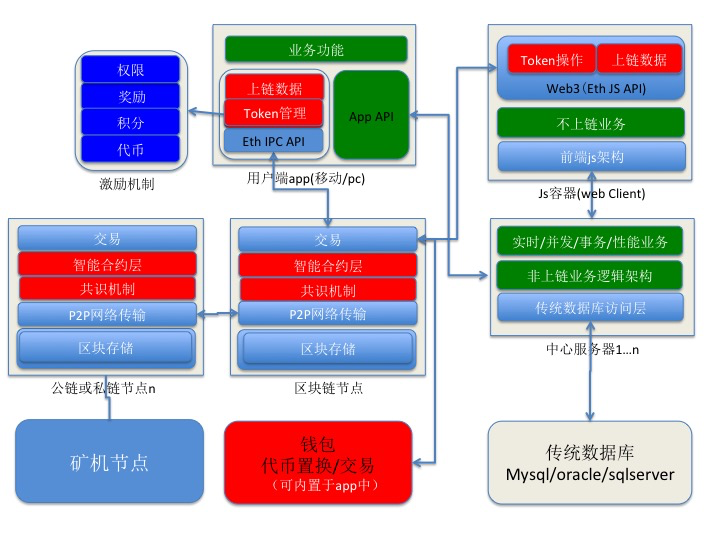 权限
奖励
积分
代币
激励机制
业务功能
上链数据
Token管理
Eth IPC API
App API
用户端app(移动/pc)
Token操作
上链数据
Web3（Eth JS API)
不上链业务
前端js架构
Js容器(web Client)
交易
智能合约层
共识机制
P2P网络传输
区块存储
公链或私链节点n
交易
智能合约层
共识机制
P2P网络传输
区块存储
区块链节点
实时/并发/事务/性能业务
非上链业务逻辑架构
传统数据库访问层
中心服务器1...n
矿机节点
钱包
代币置换/交易
（可内置于app中）
传统数据库
Mysql/oracle/sqlserver